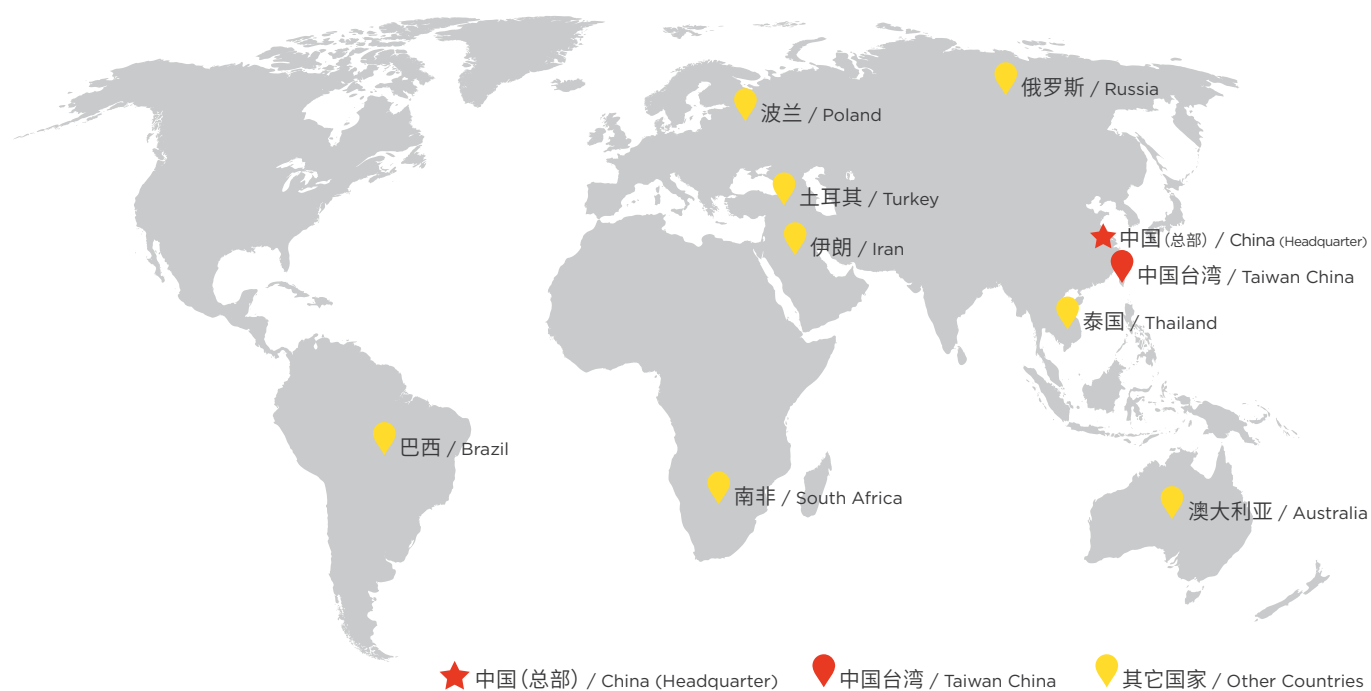 俄罗斯 / Russia
波兰 / Poland
土耳其 / Turkey
中国(总部) / China (Headquarter)
伊朗 / Iran
中国台湾 / Taiwan China
泰国 / Thailand
巴西 / Brazil
南非 / South Africa
澳大利亚 / Australia
中国(总部) / China (Headquarter)
中国台湾 / Taiwan China
其它国家 / Other Countries